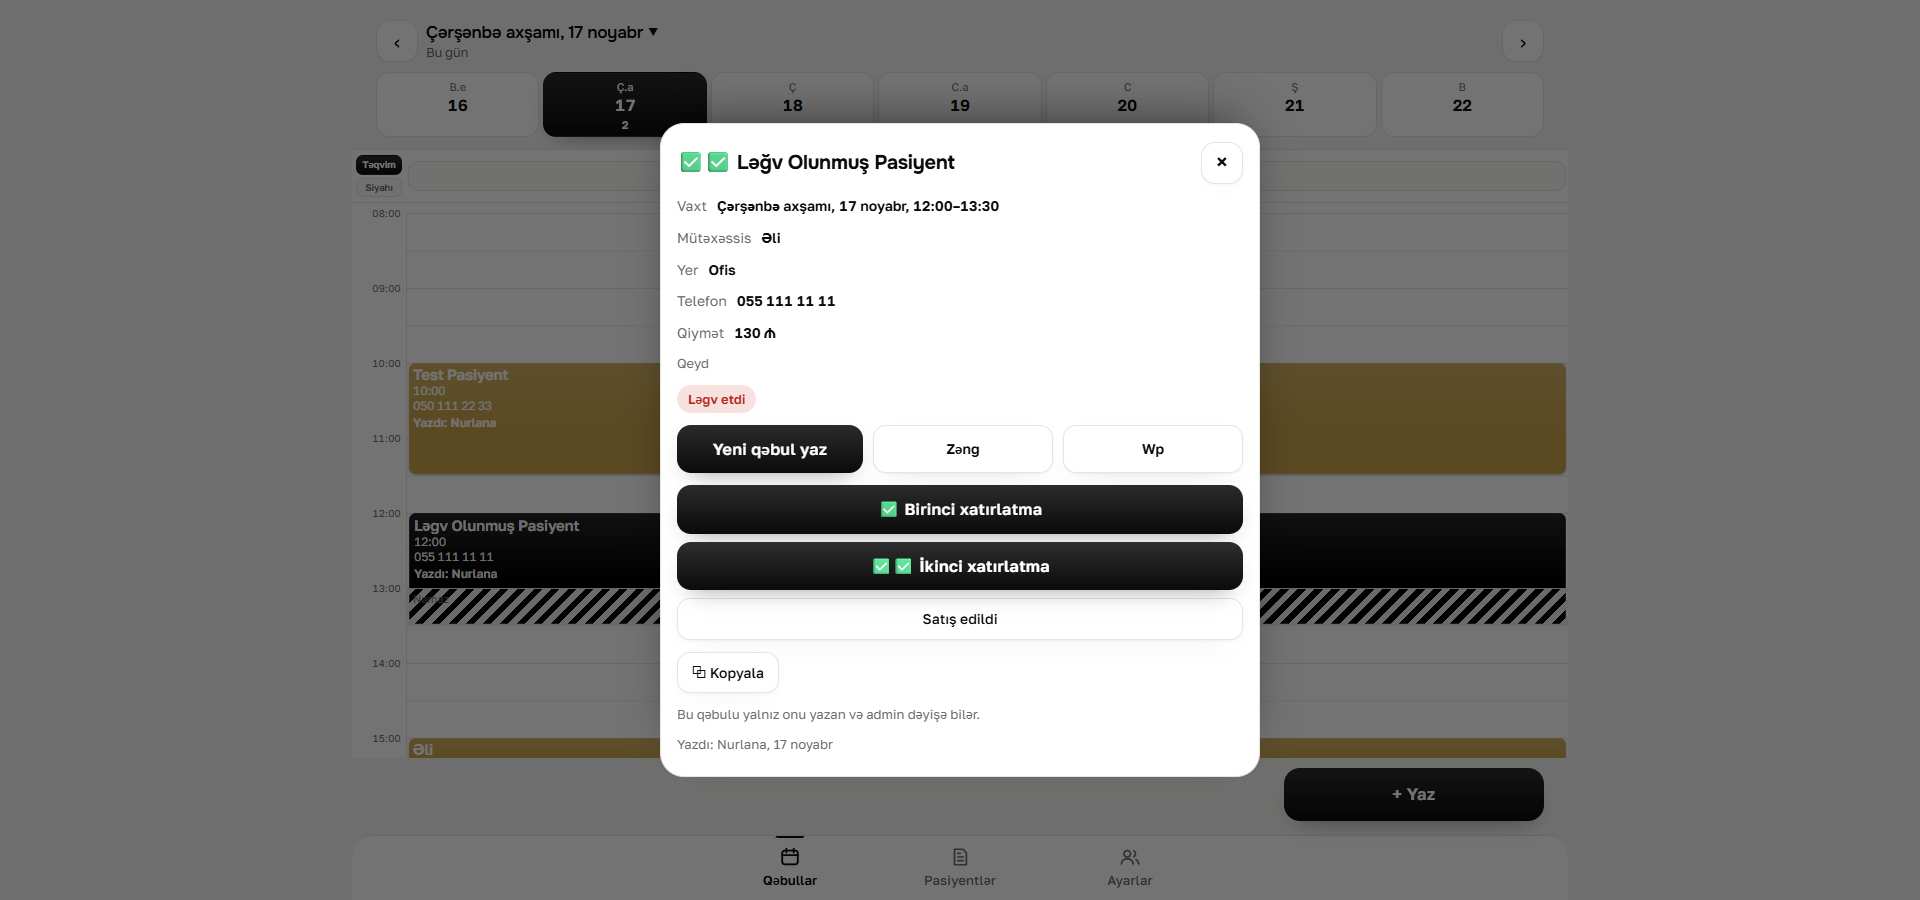 ‹
Çərşənbə axşamı, 17 noyabr ▼
Bu gün
›
B.e
16
Ç.a
17
2
Ç
18
C.a
19
C
20
Ş
21
B
22
Təqvim
Siyahı
✅✅ Ləğv Olunmuş Pasiyent
×
Vaxt Çərşənbə axşamı, 17 noyabr, 12:00–13:30
Mütəxəssis Əli
Yer Ofis
Telefon 055 111 11 11
Qiymət 130 ₼
Qeyd
Ləgv etdi
Yeni qəbul yaz
Zəng
Wp
✅ Birinci xatırlatma
✅✅ İkinci xatırlatma
Satış edildi
Kopyala
Bu qəbulu yalnız onu yazan və admin dəyişə bilər.
Yazdı: Nurlana, 17 noyabr
08:00
09:00
10:00
Test Pasiyent
10:00
050 111 22 33
Yazdı: Nurlana
11:00
12:00
Ləgv Olunmuş Pasiyent
12:00
055 111 11 11
Yazdı: Nurlana
13:00
14:00
15:00
Əli
+ Yaz
Qəbullar
Pasiyentlər
Ayarlar